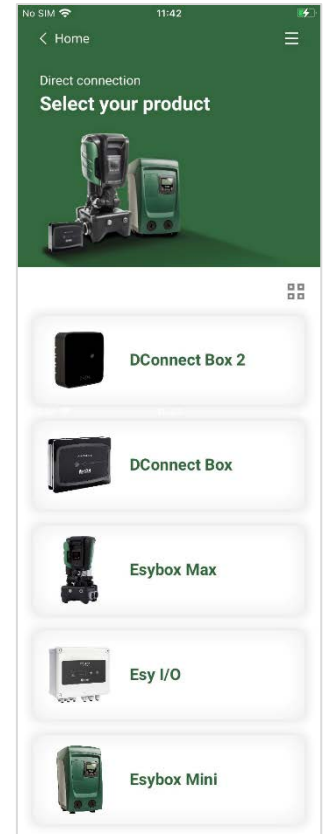 No SIM 11:42
Home
Direct connection
Select your product
DConnect Box 2
DConnect Box
Esybox Max
Esy I/O
Esybox Mini